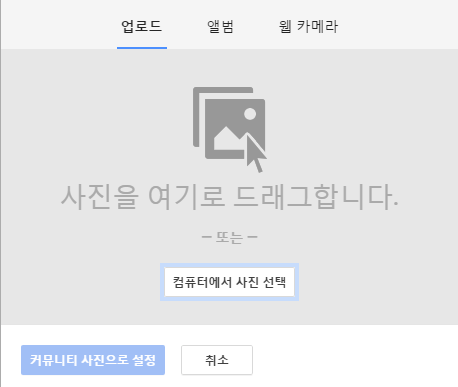 업로드 앨범 웹 카메라
사진을 여기로 드래그합니다.
– 또는 –
컴퓨터에서 사진 선택
커뮤니티 사진으로 설정 취소